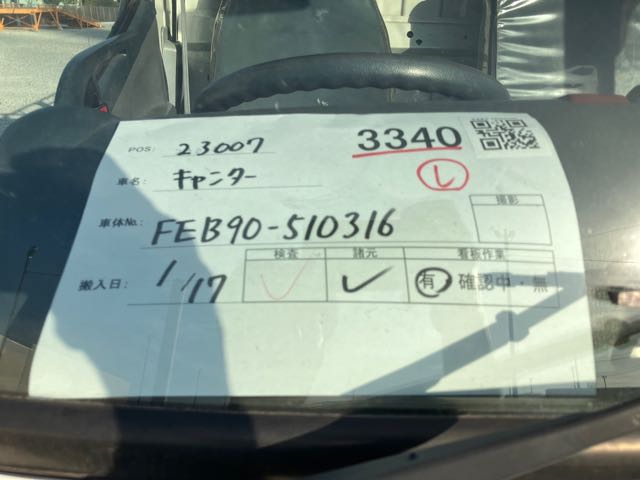 POS: 23007 3340
車名: キャンター L
車体No.: FEB90-510316 撮影
検査 諸元 看板作業
搬入日: 1/17 ✓ ✓ 有・確認中・無